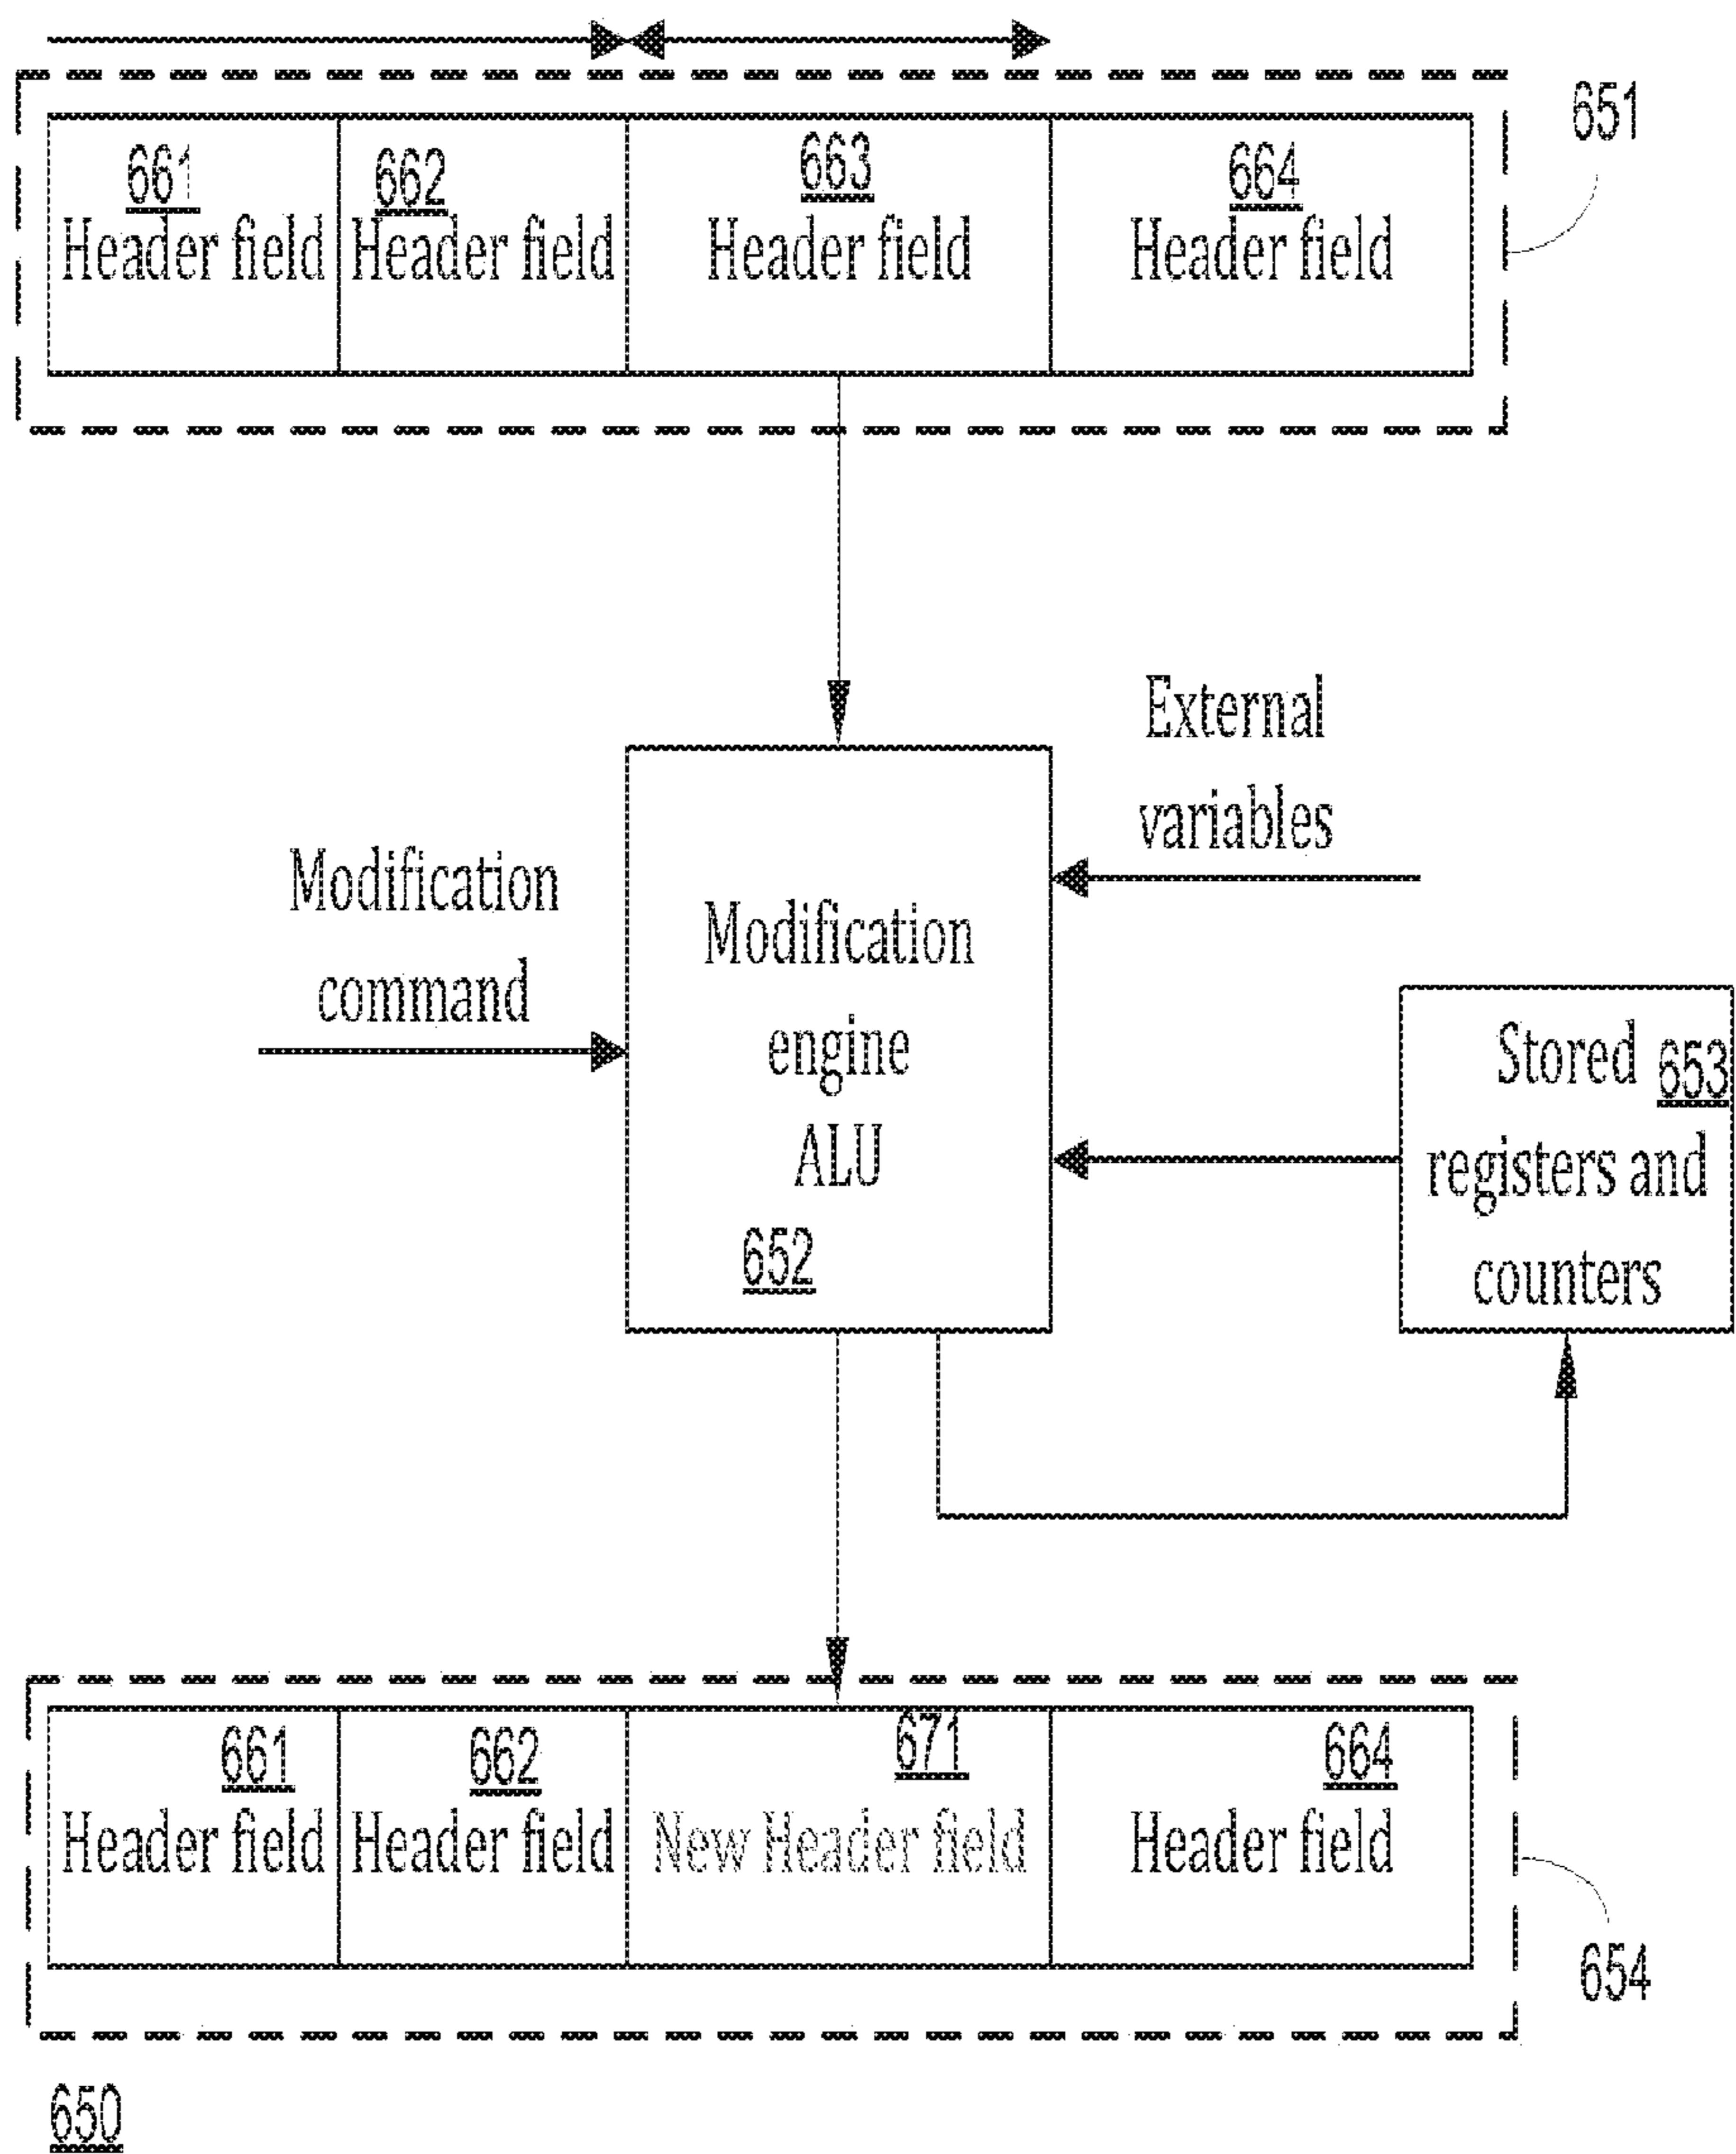 651
661 662 663 664
Header field Header field Header field Header field
External
variables
Modification
command
Modification
engine
ALU
652
Stored 653
registers and
counters
661 662 671 664
Header field Header field New Header field Header field
654
650